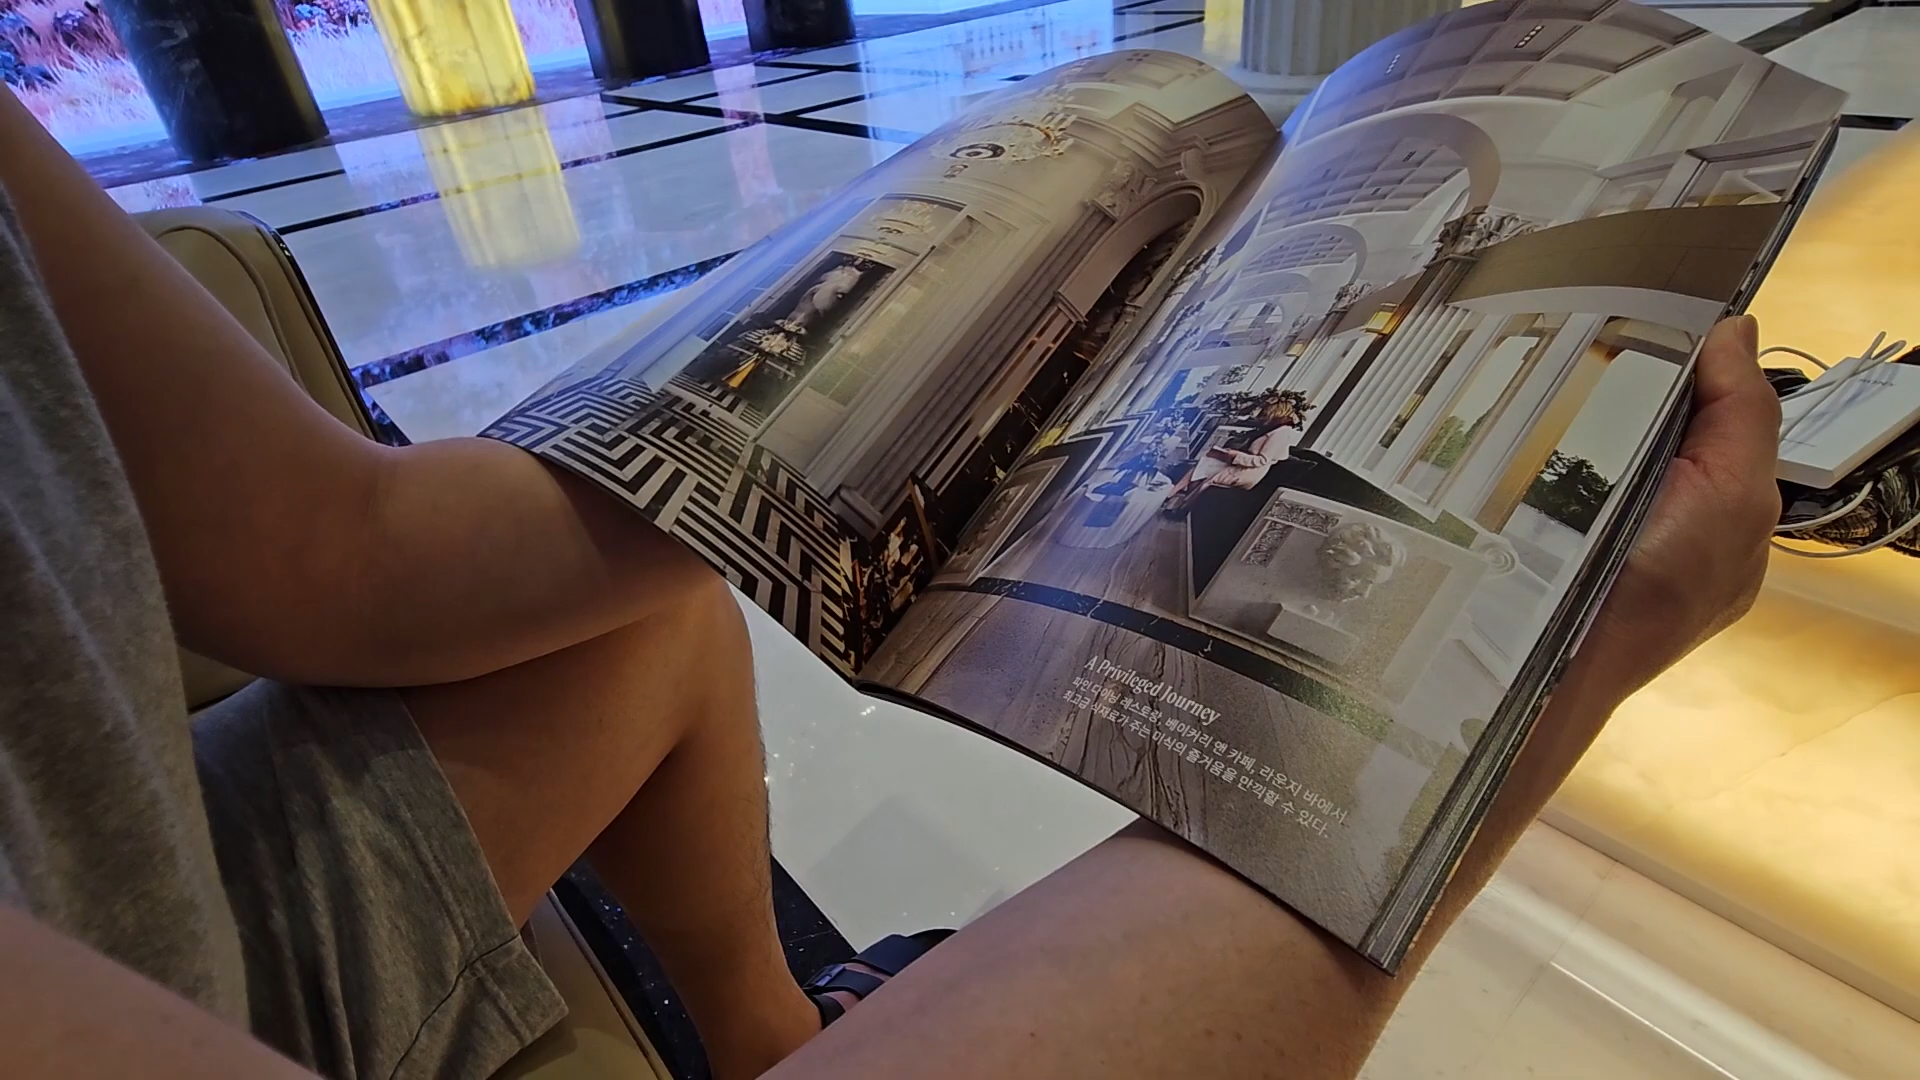 A Privileged Journey
파인 다이닝 레스토랑, 베이커리 앤 카페, 라운지 바에서
최고급 식재료가 주는 미식의 즐거움을 만끽할 수 있다.